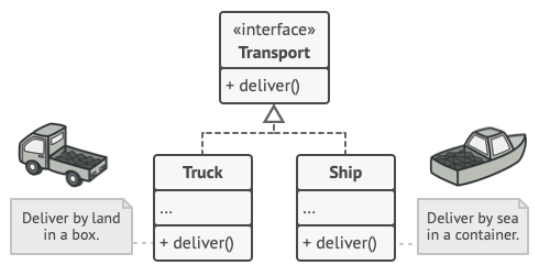 «interface»
Transport
+ deliver()
Truck
...
+ deliver()
Ship
...
+ deliver()
Deliver by land
in a box.
Deliver by sea
in a container.